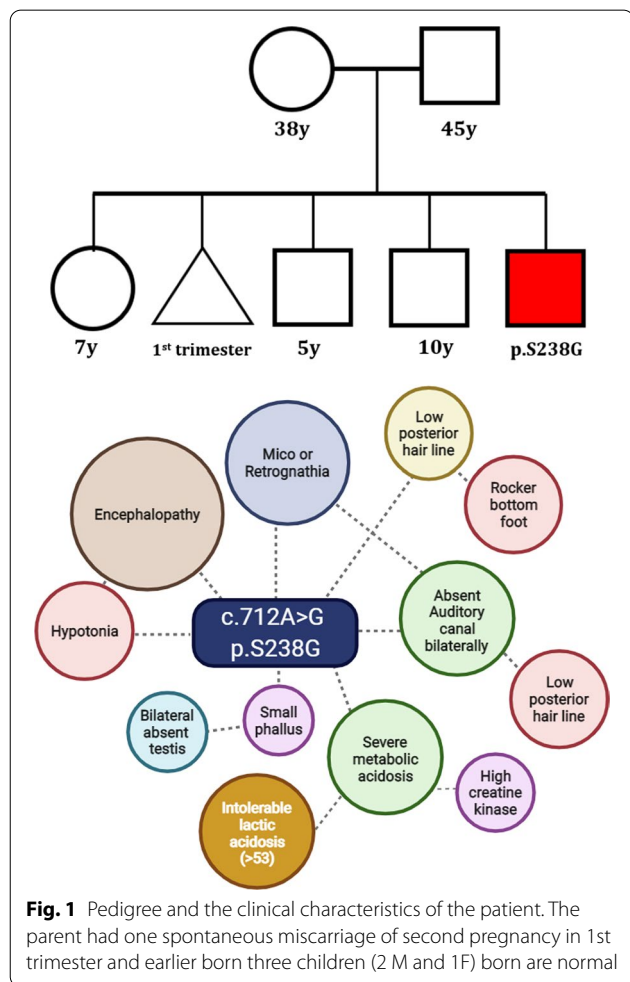 38y
45y
7y
1st trimester
5y
10y
p.S238G
Low
posterior
hair line
Mico or
Retrognathia
Rocker
bottom
foot
Encephalopathy
Absent
Auditory
canal
bilaterally
c.712A>G
p.S238G
Hypotonia
Low
posterior
hair line
Bilateral
absent
testis
Small
phallus
Severe
metabolic
acidosis
High
creatine
kinase
Intolerable
lactic
acidosis
(>53)
Fig. 1 Pedigree and the clinical characteristics of the patient. The
parent had one spontaneous miscarriage of second pregnancy in 1st
trimester and earlier born three children (2 M and 1F) born are normal